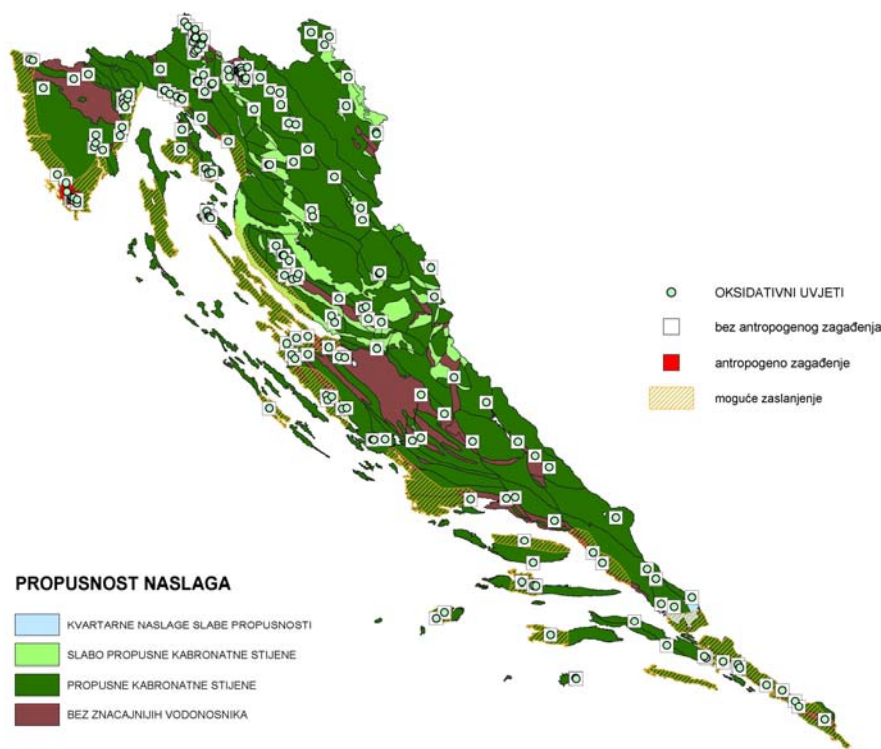 OKSIDATIVNI UVJETI
bez antropogenog zagađenja
antropogeno zagađenje
moguće zaslanjenje
PROPUSNOST NASLAGA
KVARTARNE NASLAGE SLABE PROPUSNOSTI
SLABO PROPUSNE KABRONATNE STIJENE
PROPUSNE KABRONATNE STIJENE
BEZ ZNACAJNIJIH VODONOSNIKA